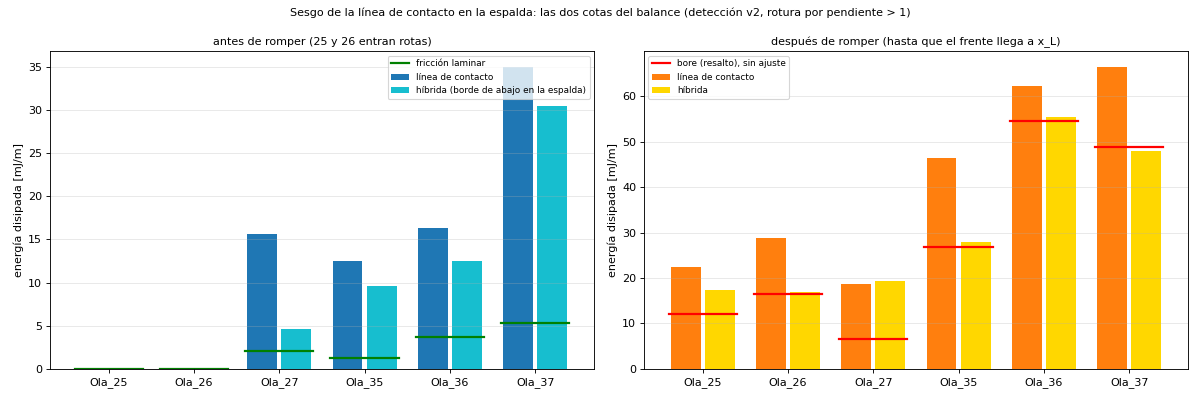 Sesgo de la línea de contacto en la espalda: las dos cotas del balance (detección v2, rotura por pendiente > 1)
antes de romper (25 y 26 entran rotas)
energía disipada [mJ/m]
35
30
25
20
15
10
5
0
fricción laminar
línea de contacto
híbrida (borde de abajo en la espalda)
Ola_25 Ola_26 Ola_27 Ola_35 Ola_36 Ola_37
después de romper (hasta que el frente llega a x_L)
energía disipada [mJ/m]
60
50
40
30
20
10
0
bore (resalto), sin ajuste
línea de contacto
híbrida
Ola_25 Ola_26 Ola_27 Ola_35 Ola_36 Ola_37